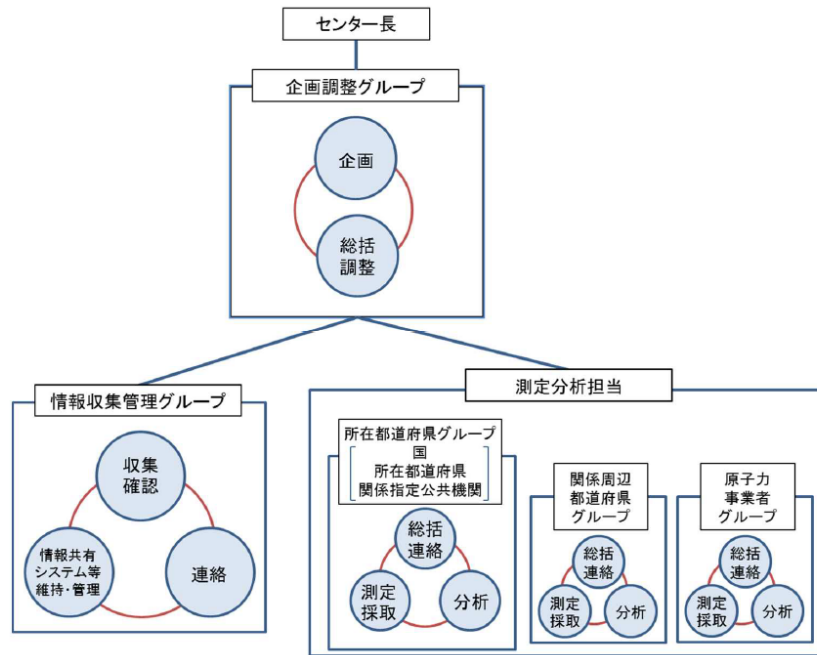 センター長
企画調整グループ
企画
総括
調整
情報収集管理グループ
収集
確認
情報共有
システム等
維持・管理
連絡
測定分析担当
所在都道府県グループ
国
所在都道府県
関係指定公共機関
総括
連絡
測定
採取
分析
関係周辺
都道府県
グループ
総括
連絡
測定
採取
分析
原子力
事業者
グループ
総括
連絡
測定
採取
分析